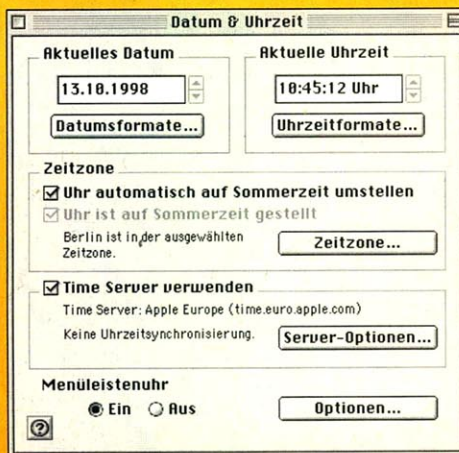 Datum & Uhrzeit
Aktuelles Datum
Aktuelle Uhrzeit
13.10.1998
10:45:12 Uhr
Datumsformate...
Uhrzeitformate...
Zeitzone
Uhr automatisch auf Sommerzeit umstellen
Uhr ist auf Sommerzeit gestellt
Berlin ist in der ausgewählten
Zeitzone.
Zeitzone...
Time Server verwenden
Time Server: Apple Europe (time.euro.apple.com)
Keine Uhrzeitsynchronisierung.
Server-Optionen...
Menüleistenuhr
Ein
Aus
Optionen...
?